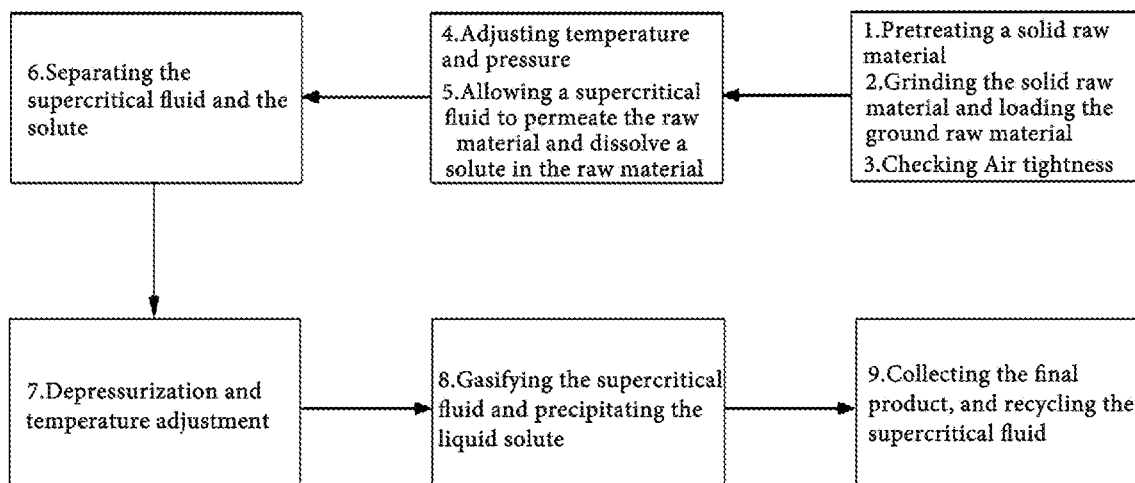 1.Pretreating a solid raw
material
2.Grinding the solid raw
material and loading the
ground raw material
3.Checking Air tightness
4.Adjusting temperature
and pressure
5.Allowing a supercritical
fluid to permeate the raw
material and dissolve a
solute in the raw material
6.Separating the
supercritical fluid and the
solute
7.Depressurization and
temperature adjustment
8.Gasifying the supercritical
fluid and precipitating the
liquid solute
9.Collecting the final
product, and recycling the
supercritical fluid